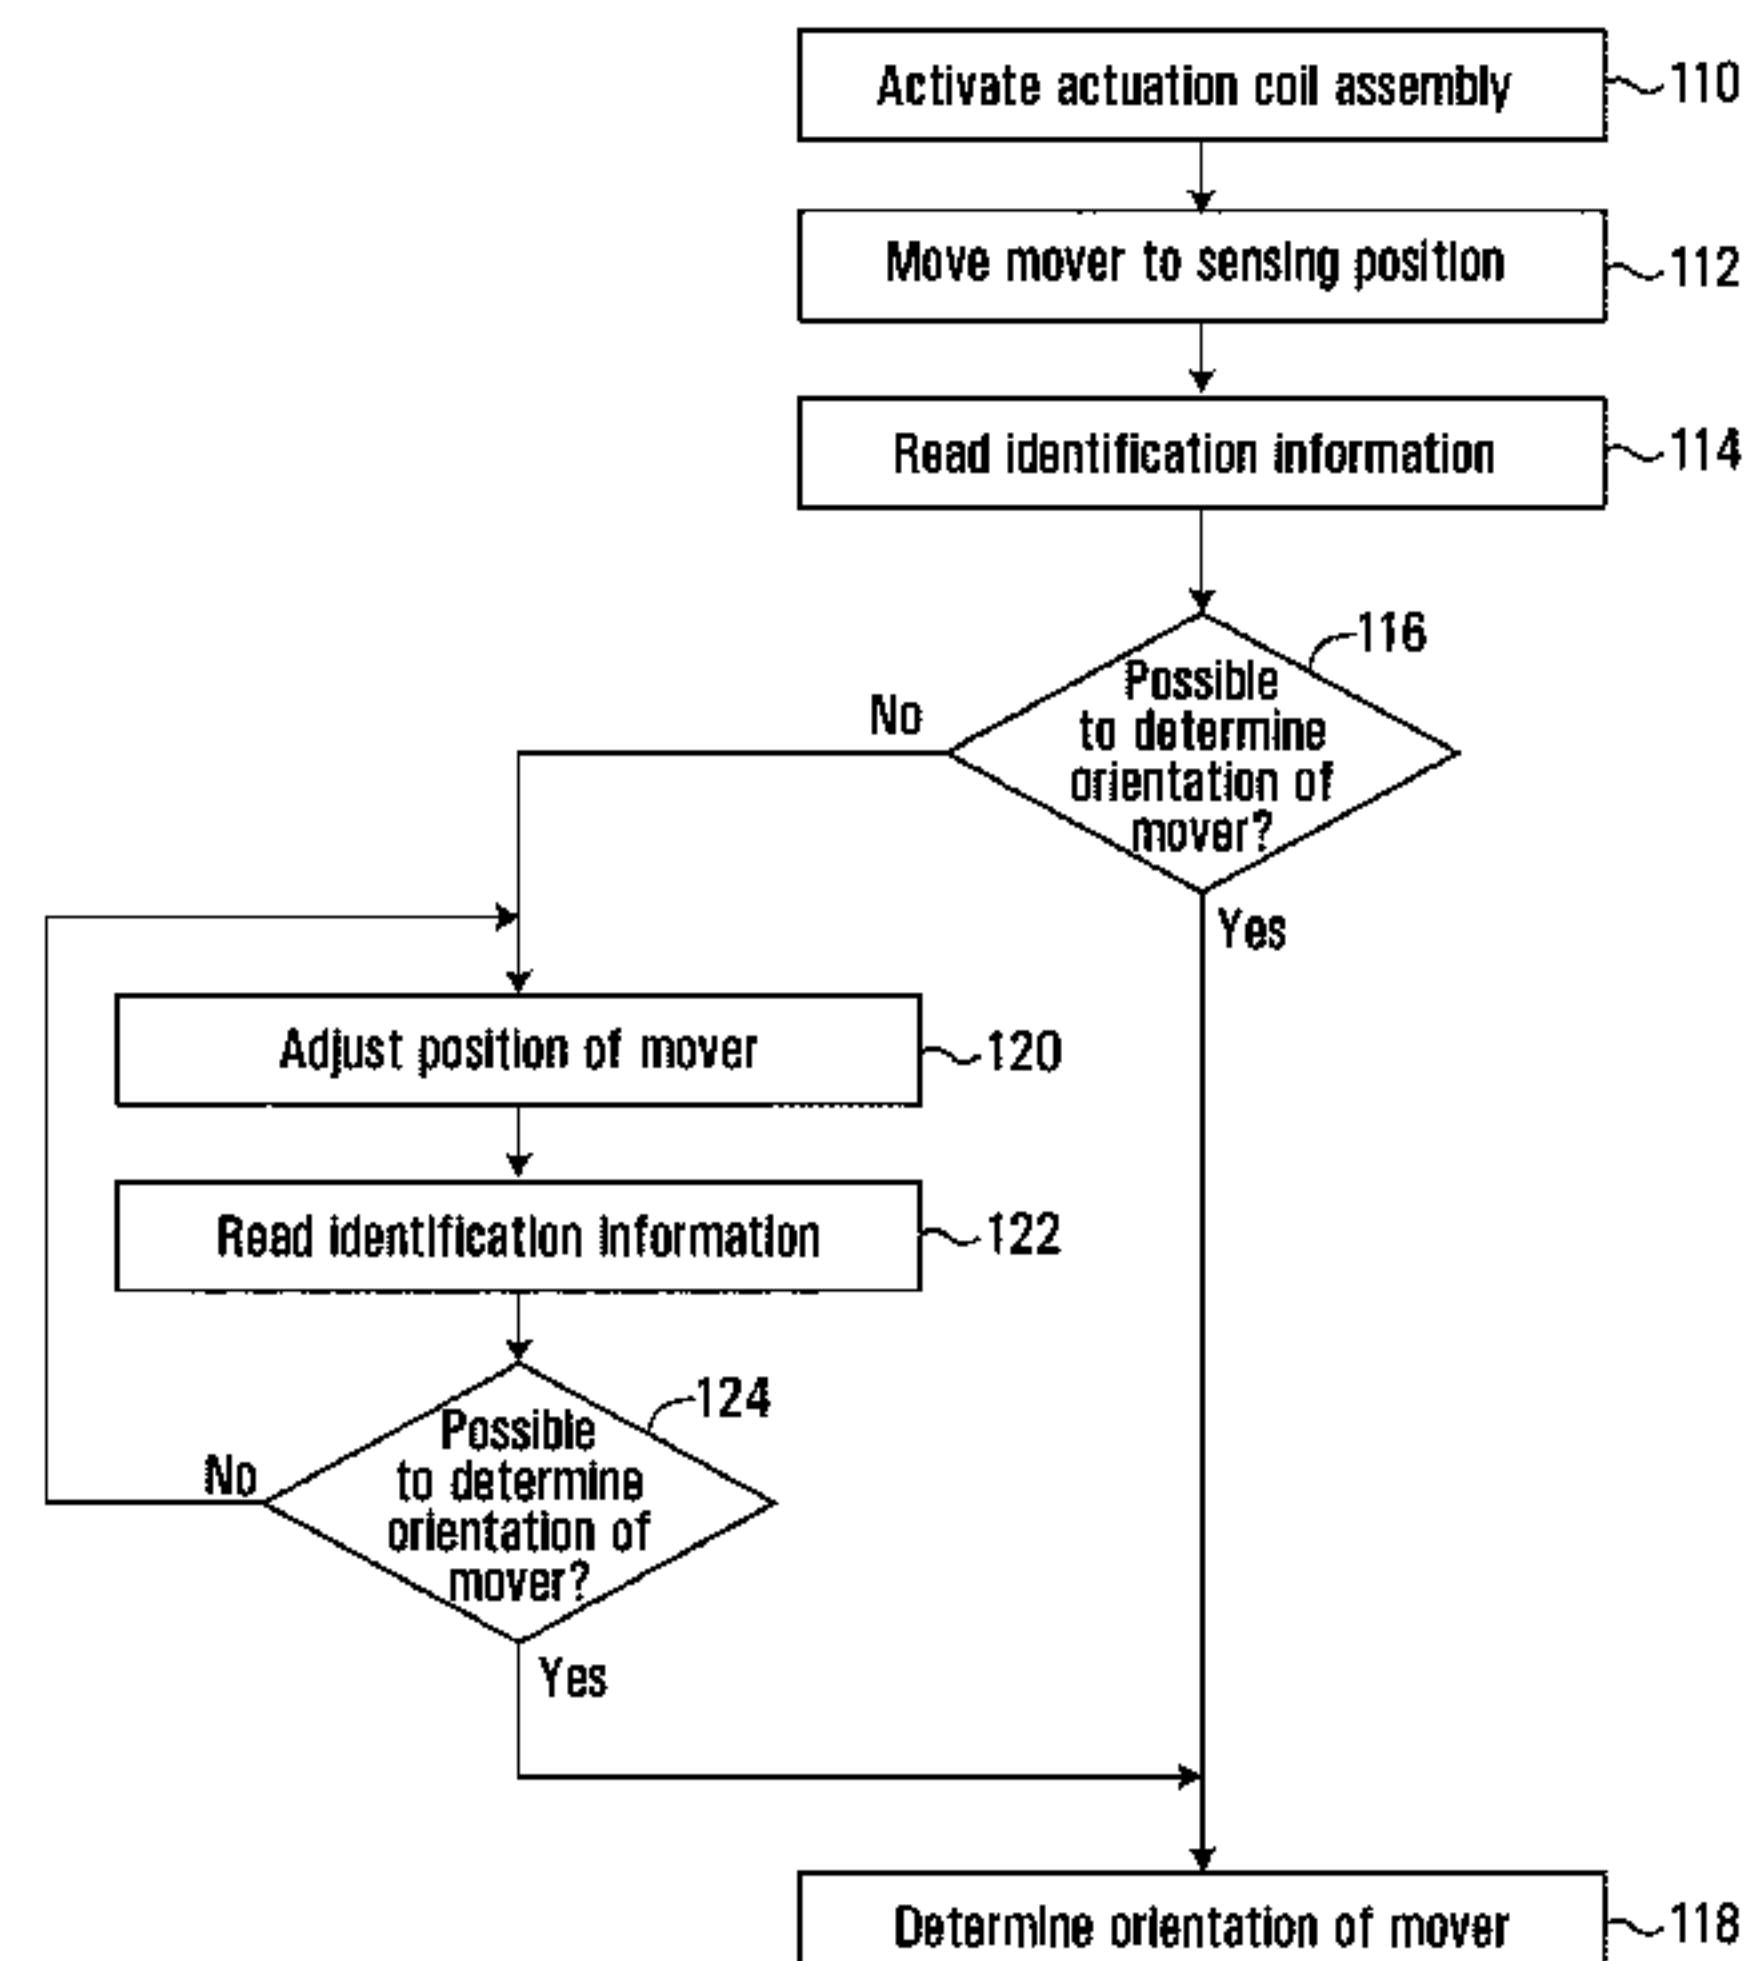 Activate actuation coil assembly
110
Move mover to sensing position
112
Read identification information
114
116
Possible
to determine
orientation of
mover?
No
Yes
Adjust position of mover
120
Read identification information
122
124
Possible
to determine
orientation of
mover?
No
Yes
Determine orientation of mover
118